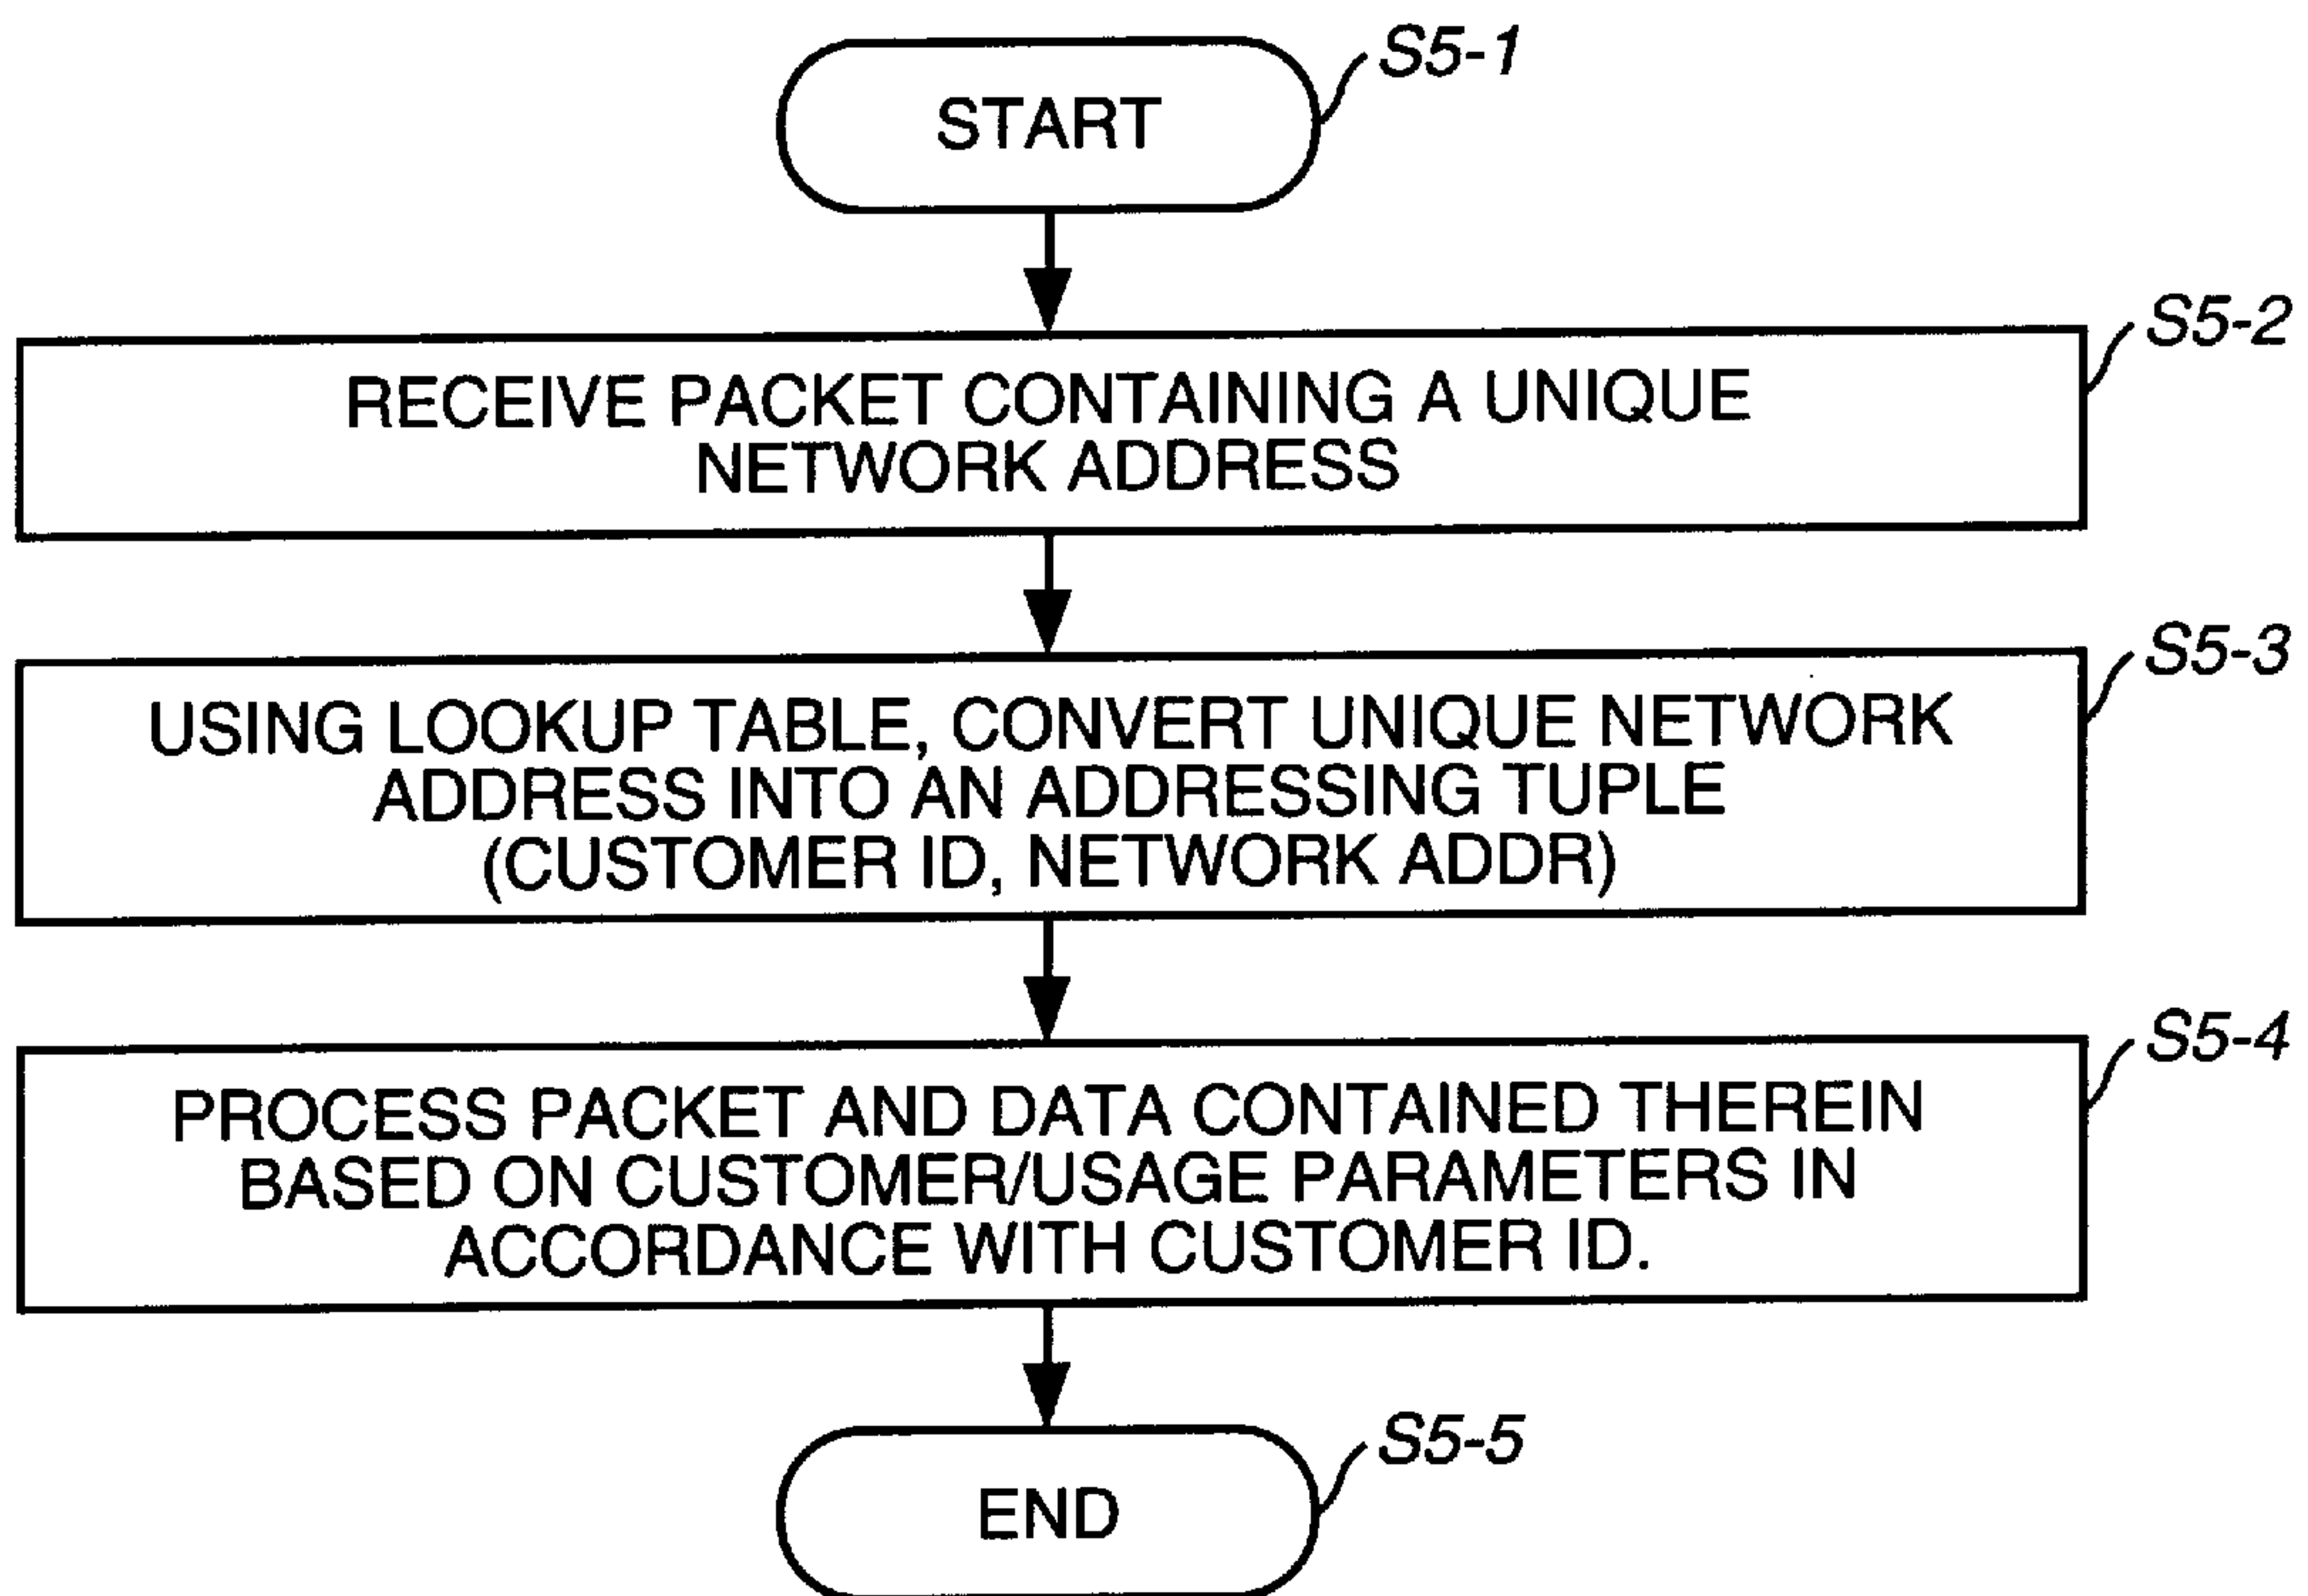 START
S5-1
RECEIVE PACKET CONTAINING A UNIQUE
NETWORK ADDRESS
S5-2
USING LOOKUP TABLE, CONVERT UNIQUE NETWORK
ADDRESS INTO AN ADDRESSING TUPLE
(CUSTOMER ID, NETWORK ADDR)
S5-3
PROCESS PACKET AND DATA CONTAINED THEREIN
BASED ON CUSTOMER/USAGE PARAMETERS IN
ACCORDANCE WITH CUSTOMER ID.
S5-4
END
S5-5